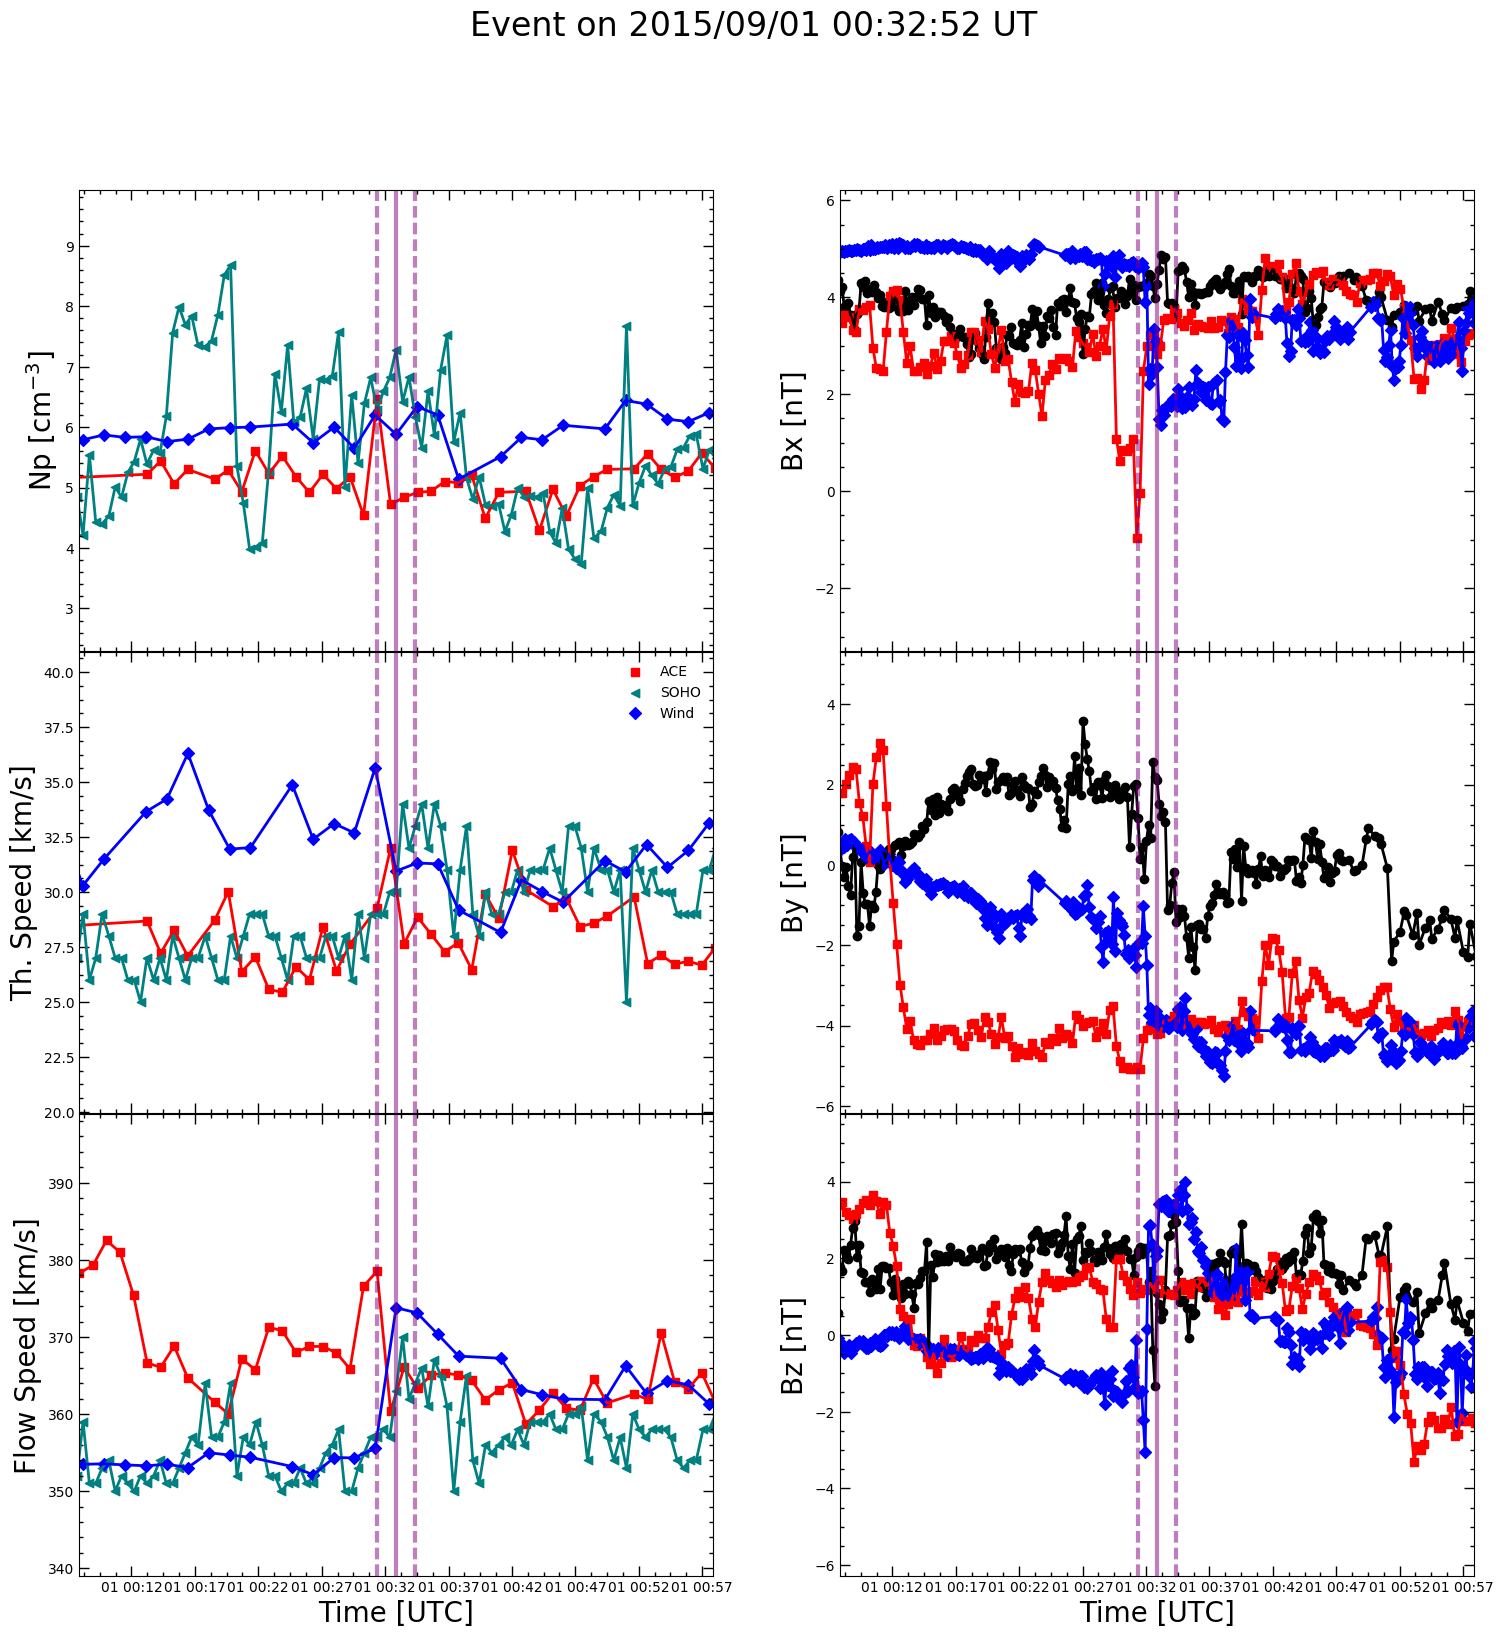 Event on 2015/09/01 00:32:52 UT
Np [cm⁻³]
9
8
7
6
5
4
3
Th. Speed [km/s]
40.0
37.5
35.0
32.5
30.0
27.5
25.0
22.5
20.0
ACE
SOHO
Wind
Flow Speed [km/s]
390
380
370
360
350
340
01 00:12 01 00:17 01 00:22 01 00:27 01 00:32 01 00:37 01 00:42 01 00:47 01 00:52 01 00:57
Time [UTC]
Bx [nT]
6
4
2
0
−2
By [nT]
4
2
0
−2
−4
−6
Bz [nT]
4
2
0
−2
−4
−6
01 00:12 01 00:17 01 00:22 01 00:27 01 00:32 01 00:37 01 00:42 01 00:47 01 00:52 01 00:57
Time [UTC]